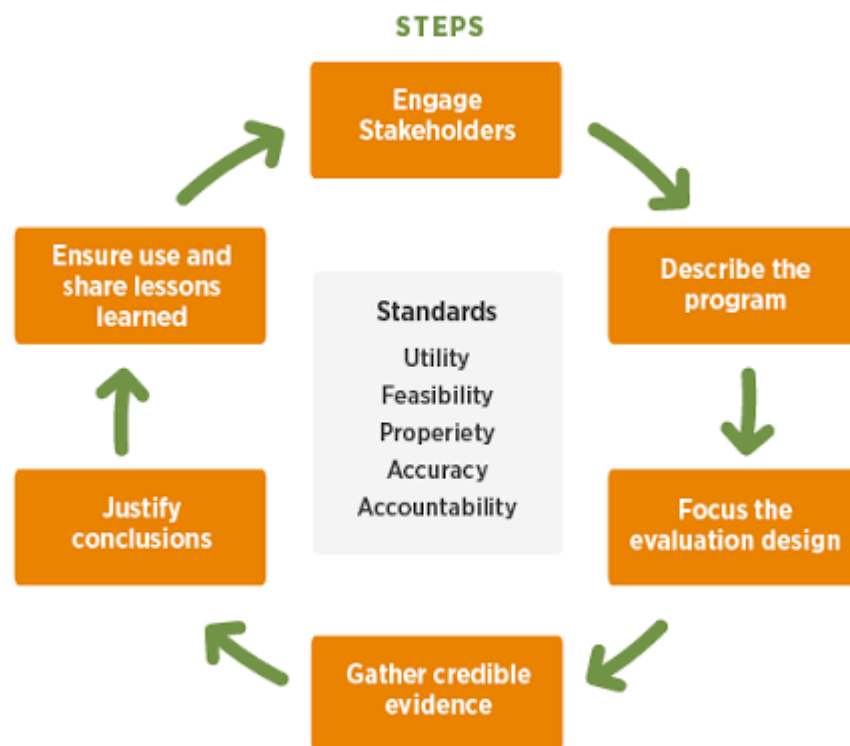 STEPS
Engage
Stakeholders
Describe the
program
Focus the
evaluation design
Gather credible
evidence
Justify
conclusions
Ensure use and
share lessons
learned
Standards
Utility
Feasibility
Properiety
Accuracy
Accountability